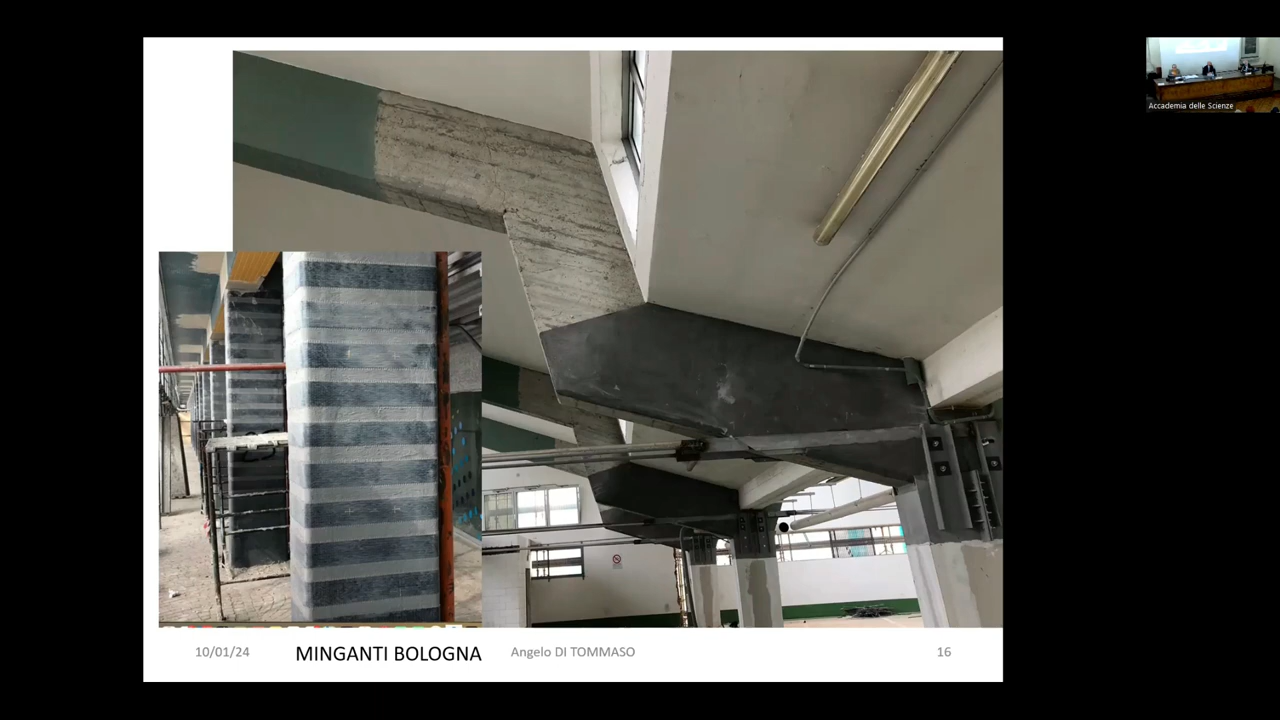 Accademia delle Scienze
10/01/24
MINGANTI BOLOGNA
Angelo DI TOMMASO
16